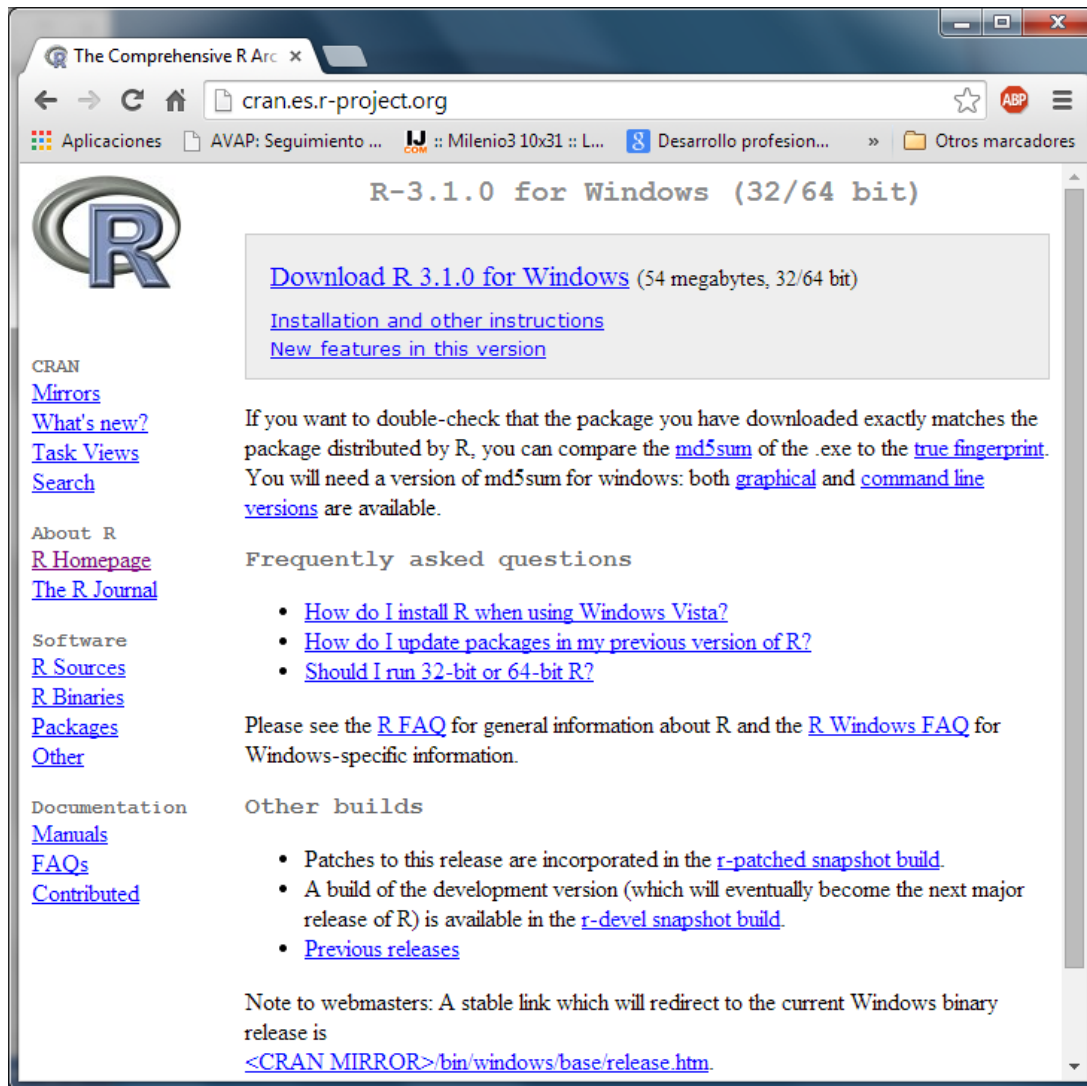 The Comprehensive R Arc
cran.es.r-project.org
ABP
Aplicaciones
AVAP: Seguimiento ...
IJ
COM
:: Milenio3 10x31 :: L...
8
Desarrollo profesion...
»
Otros marcadores
R
CRAN
Mirrors
What's new?
Task Views
Search
About R
R Homepage
The R Journal
Software
R Sources
R Binaries
Packages
Other
Documentation
Manuals
FAQs
Contributed
R-3.1.0 for Windows (32/64 bit)
Download R 3.1.0 for Windows (54 megabytes, 32/64 bit)
Installation and other instructions
New features in this version
If you want to double-check that the package you have downloaded exactly matches the
package distributed by R, you can compare the md5sum of the .exe to the true fingerprint.
You will need a version of md5sum for windows: both graphical and command line
versions are available.
Frequently asked questions
• How do I install R when using Windows Vista?
• How do I update packages in my previous version of R?
• Should I run 32-bit or 64-bit R?
Please see the R FAQ for general information about R and the R Windows FAQ for
Windows-specific information.
Other builds
• Patches to this release are incorporated in the r-patched snapshot build.
• A build of the development version (which will eventually become the next major
release of R) is available in the r-devel snapshot build.
• Previous releases
Note to webmasters: A stable link which will redirect to the current Windows binary
release is
<CRAN MIRROR>/bin/windows/base/release.htm.